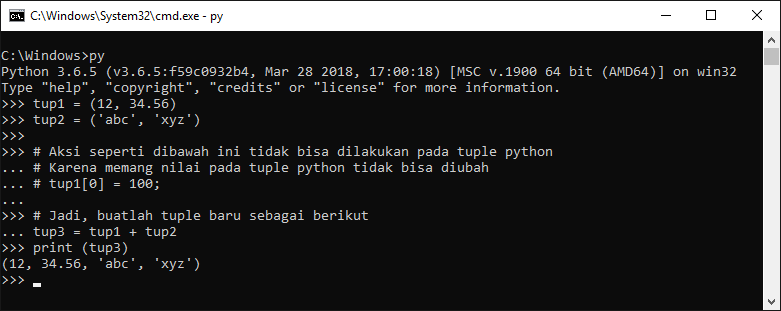 C:\Windows\System32\cmd.exe - py
C:\Windows>py
Python 3.6.5 (v3.6.5:f59c0932b4, Mar 28 2018, 17:00:18) [MSC v.1900 64 bit (AMD64)] on win32
Type "help", "copyright", "credits" or "license" for more information.
>>> tup1 = (12, 34.56)
>>> tup2 = ('abc', 'xyz')
>>>
>>> # Aksi seperti dibawah ini tidak bisa dilakukan pada tuple python
... # Karena memang nilai pada tuple python tidak bisa diubah
... # tup1[0] = 100;
...
>>> # Jadi, buatlah tuple baru sebagai berikut
... tup3 = tup1 + tup2
>>> print (tup3)
(12, 34.56, 'abc', 'xyz')
>>>